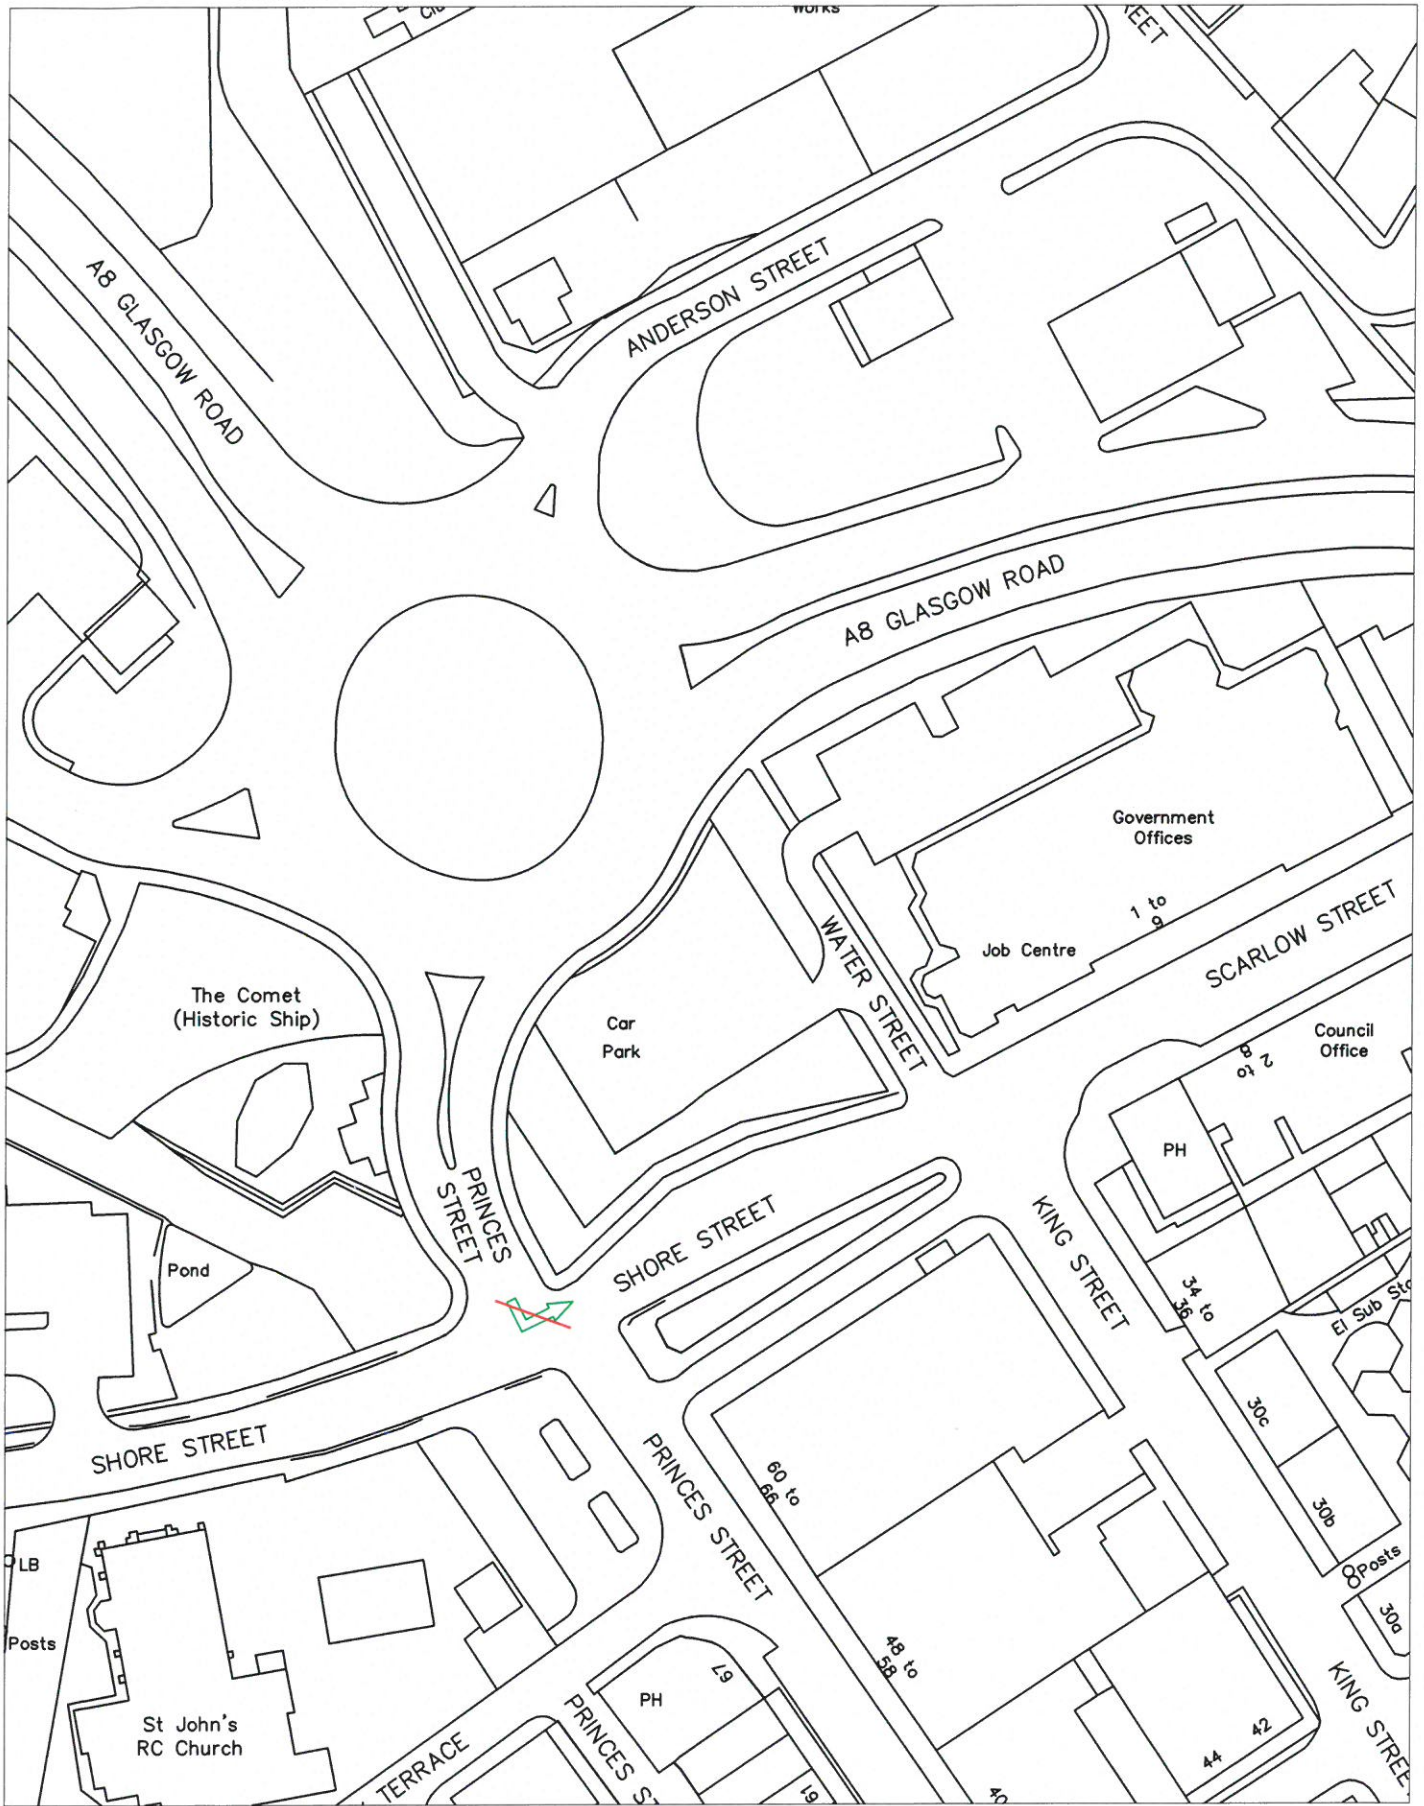 Works
REET
A8 GLASGOW ROAD
ANDERSON STREET
A8 GLASGOW ROAD
Government
Offices
1 to
9
Job Centre
WATER STREET
SCARLOW STREET
The Comet
(Historic Ship)
Car
Park
Council
Office
2 to
8
PH
PRINCES
STREET
SHORE STREET
KING STREET
Pond
34 to
36
El Sub Sta
30c
SHORE STREET
PRINCES STREET
60 to
66
30b
LB
Posts
Posts
30a
48 to
58
67
PH
St John's
RC Church
TERRACE
PRINCES ST
KING STREE
42
44
61
40